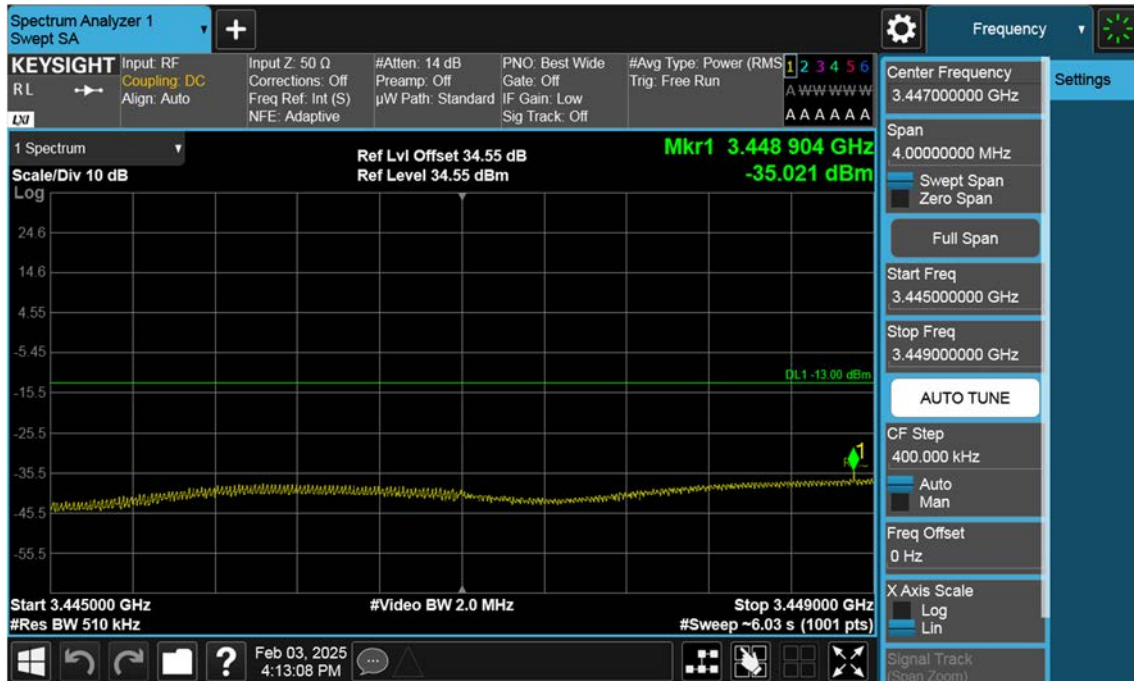 Spectrum Analyzer 1
Swept SA
Frequency
KEYSIGHT
RL
LXI
Input: RF
Coupling: DC
Align: Auto
Input Z: 50 Ω
Corrections: Off
Freq Ref: Int (S)
NFE: Adaptive
#Atten: 14 dB
Preamp: Off
µW Path: Standard
PNO: Best Wide
Gate: Off
IF Gain: Low
Sig Track: Off
#Avg Type: Power (RMS
Trig: Free Run
1 2 3 4 5 6
A W W W W W
A A A A A A
1 Spectrum
Scale/Div 10 dB
Ref Lvl Offset 34.55 dB
Ref Level 34.55 dBm
Mkr1 3.448 904 GHz
-35.021 dBm
Log
24.6
14.6
4.55
-5.45
-15.5
-25.5
-35.5
-45.5
-55.5
DL1 -13.00 dBm
1
Start 3.445000 GHz
#Video BW 2.0 MHz
Stop 3.449000 GHz
#Res BW 510 kHz
#Sweep ~6.03 s (1001 pts)
Feb 03, 2025
4:13:08 PM
Center Frequency
3.447000000 GHz
Settings
Span
4.00000000 MHz
Swept Span
Zero Span
Full Span
Start Freq
3.445000000 GHz
Stop Freq
3.449000000 GHz
AUTO TUNE
CF Step
400.000 kHz
Auto
Man
Freq Offset
0 Hz
X Axis Scale
Log
Lin
Signal Track
(Span Zoom)